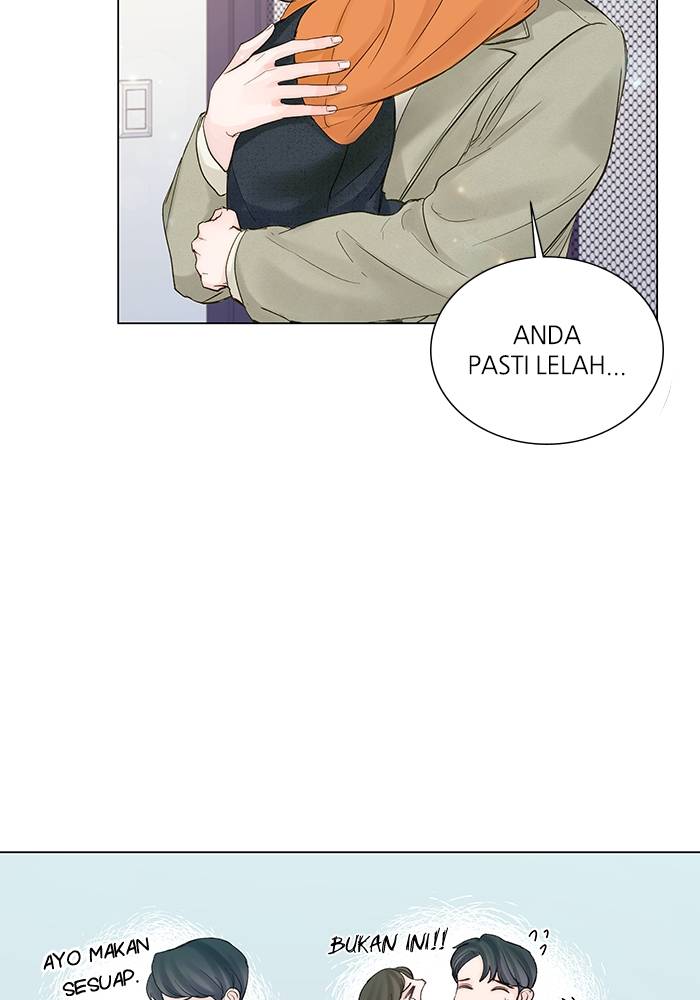 ANDA
PASTI LELAH...
AYO MAKAN
SESUAP.
BUKAN INI!!